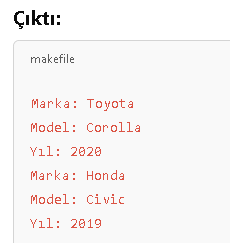 Çıktı:
makefile
Marka: Toyota
Model: Corolla
Yıl: 2020
Marka: Honda
Model: Civic
Yıl: 2019